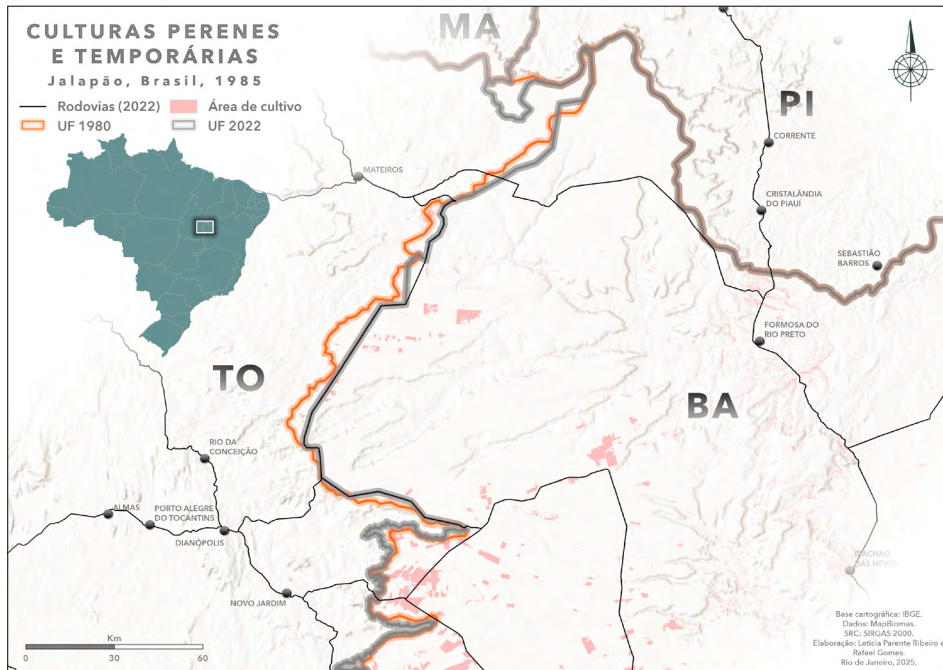 CULTURAS PERENES
E TEMPORÁRIAS
Jalapão, Brasil, 1985
Rodovias (2022)
Área de cultivo
UF 1980
UF 2022
MA
PI
CORRENTE
MATEIROS
CRISTALÂNDIA
DO PIAUÍ
SEBASTIÃO
BARROS
FORMOSA DO
RIO PRETO
TO
BA
RIO DA
CONCEIÇÃO
ALMAS
PORTO ALEGRE
DO TOCANTINS
DIANÓPOLIS
RIACHÃO
DAS NEVES
NOVO JARDIM
Km
0 30 60
Base cartográfica: IBGE.
Dados: MapBiomas.
SRC: SIRGAS 2000.
Elaboração: Leticia Parente Ribeiro e
Rafael Gomes.
Rio de Janeiro, 2025.